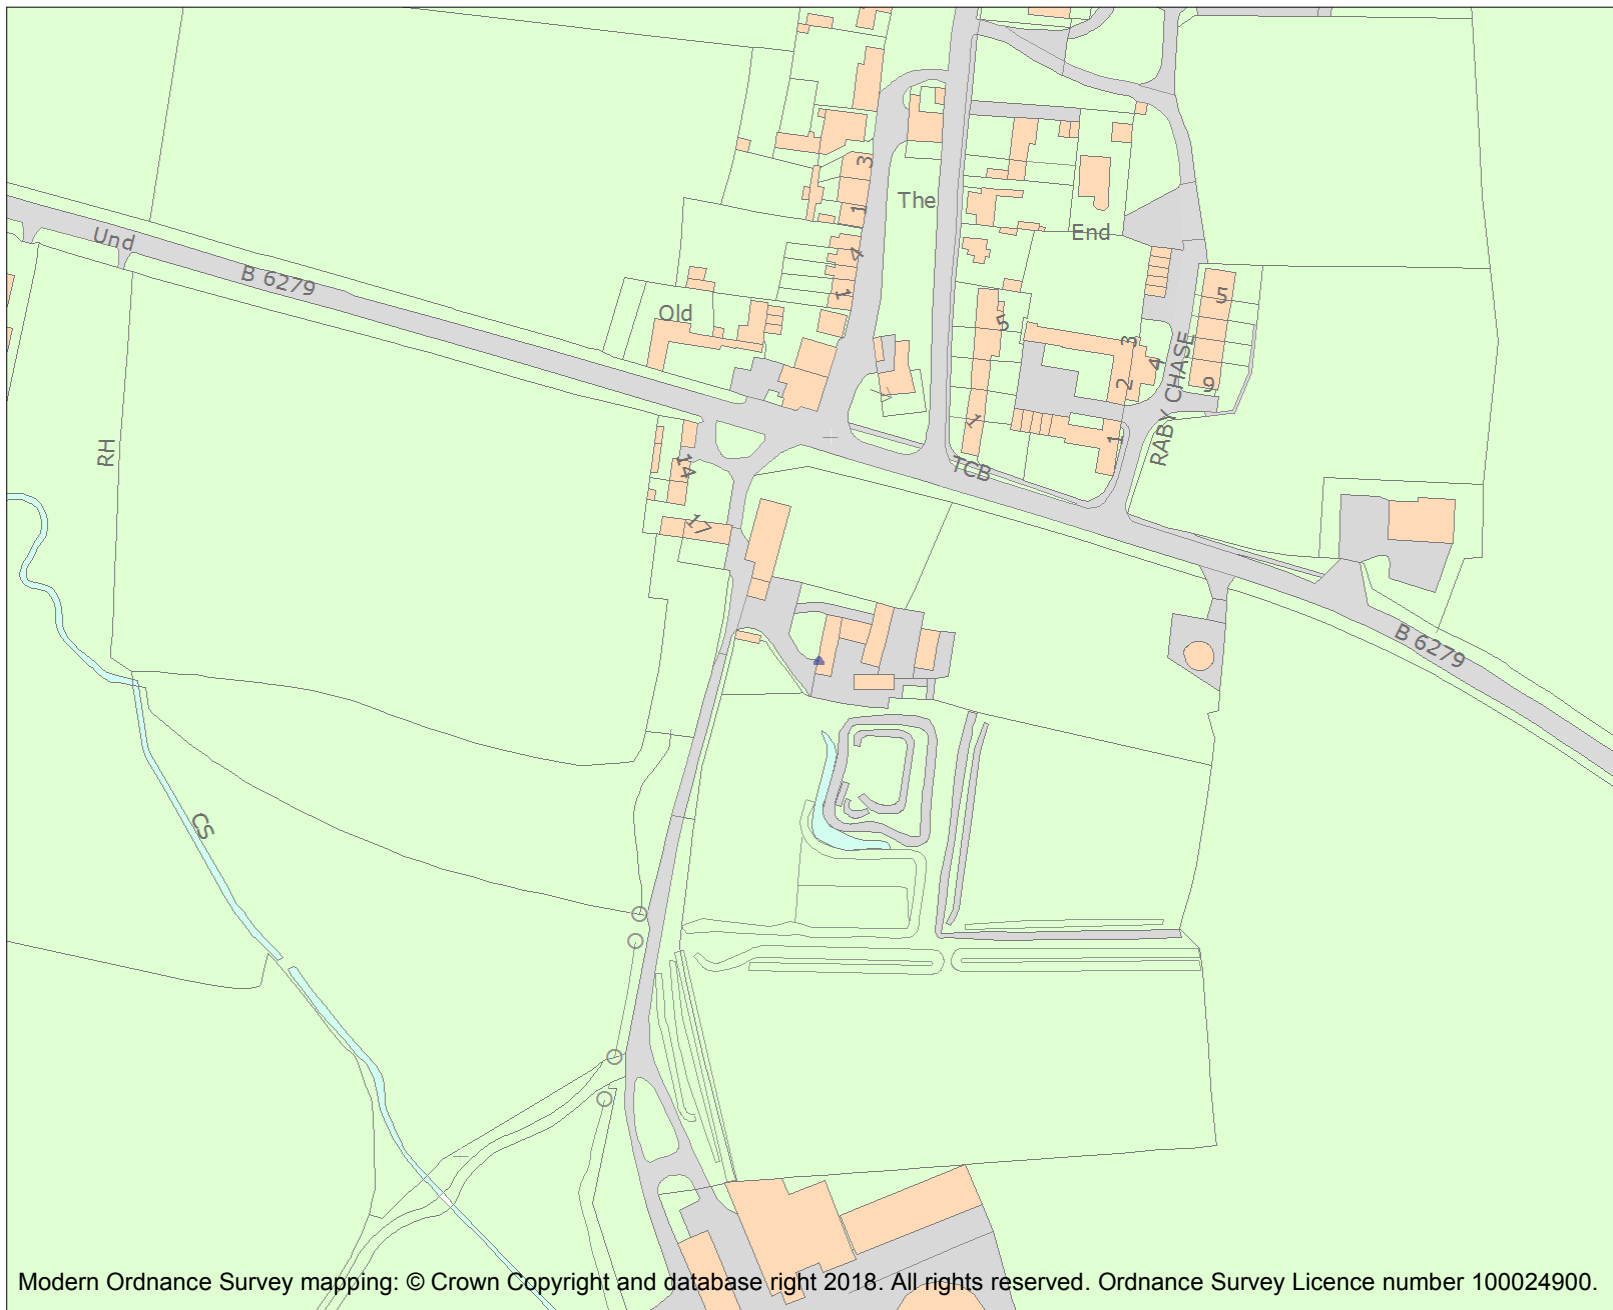 3
1
The
End
Und
B 6279
4
1
Old
5
5
3
4
2
9
RABY CHASE
1
1
TCB
RH
14
17
B 6279
CS
Modern Ordnance Survey mapping: © Crown Copyright and database right 2018. All rights reserved. Ordnance Survey Licence number 100024900.